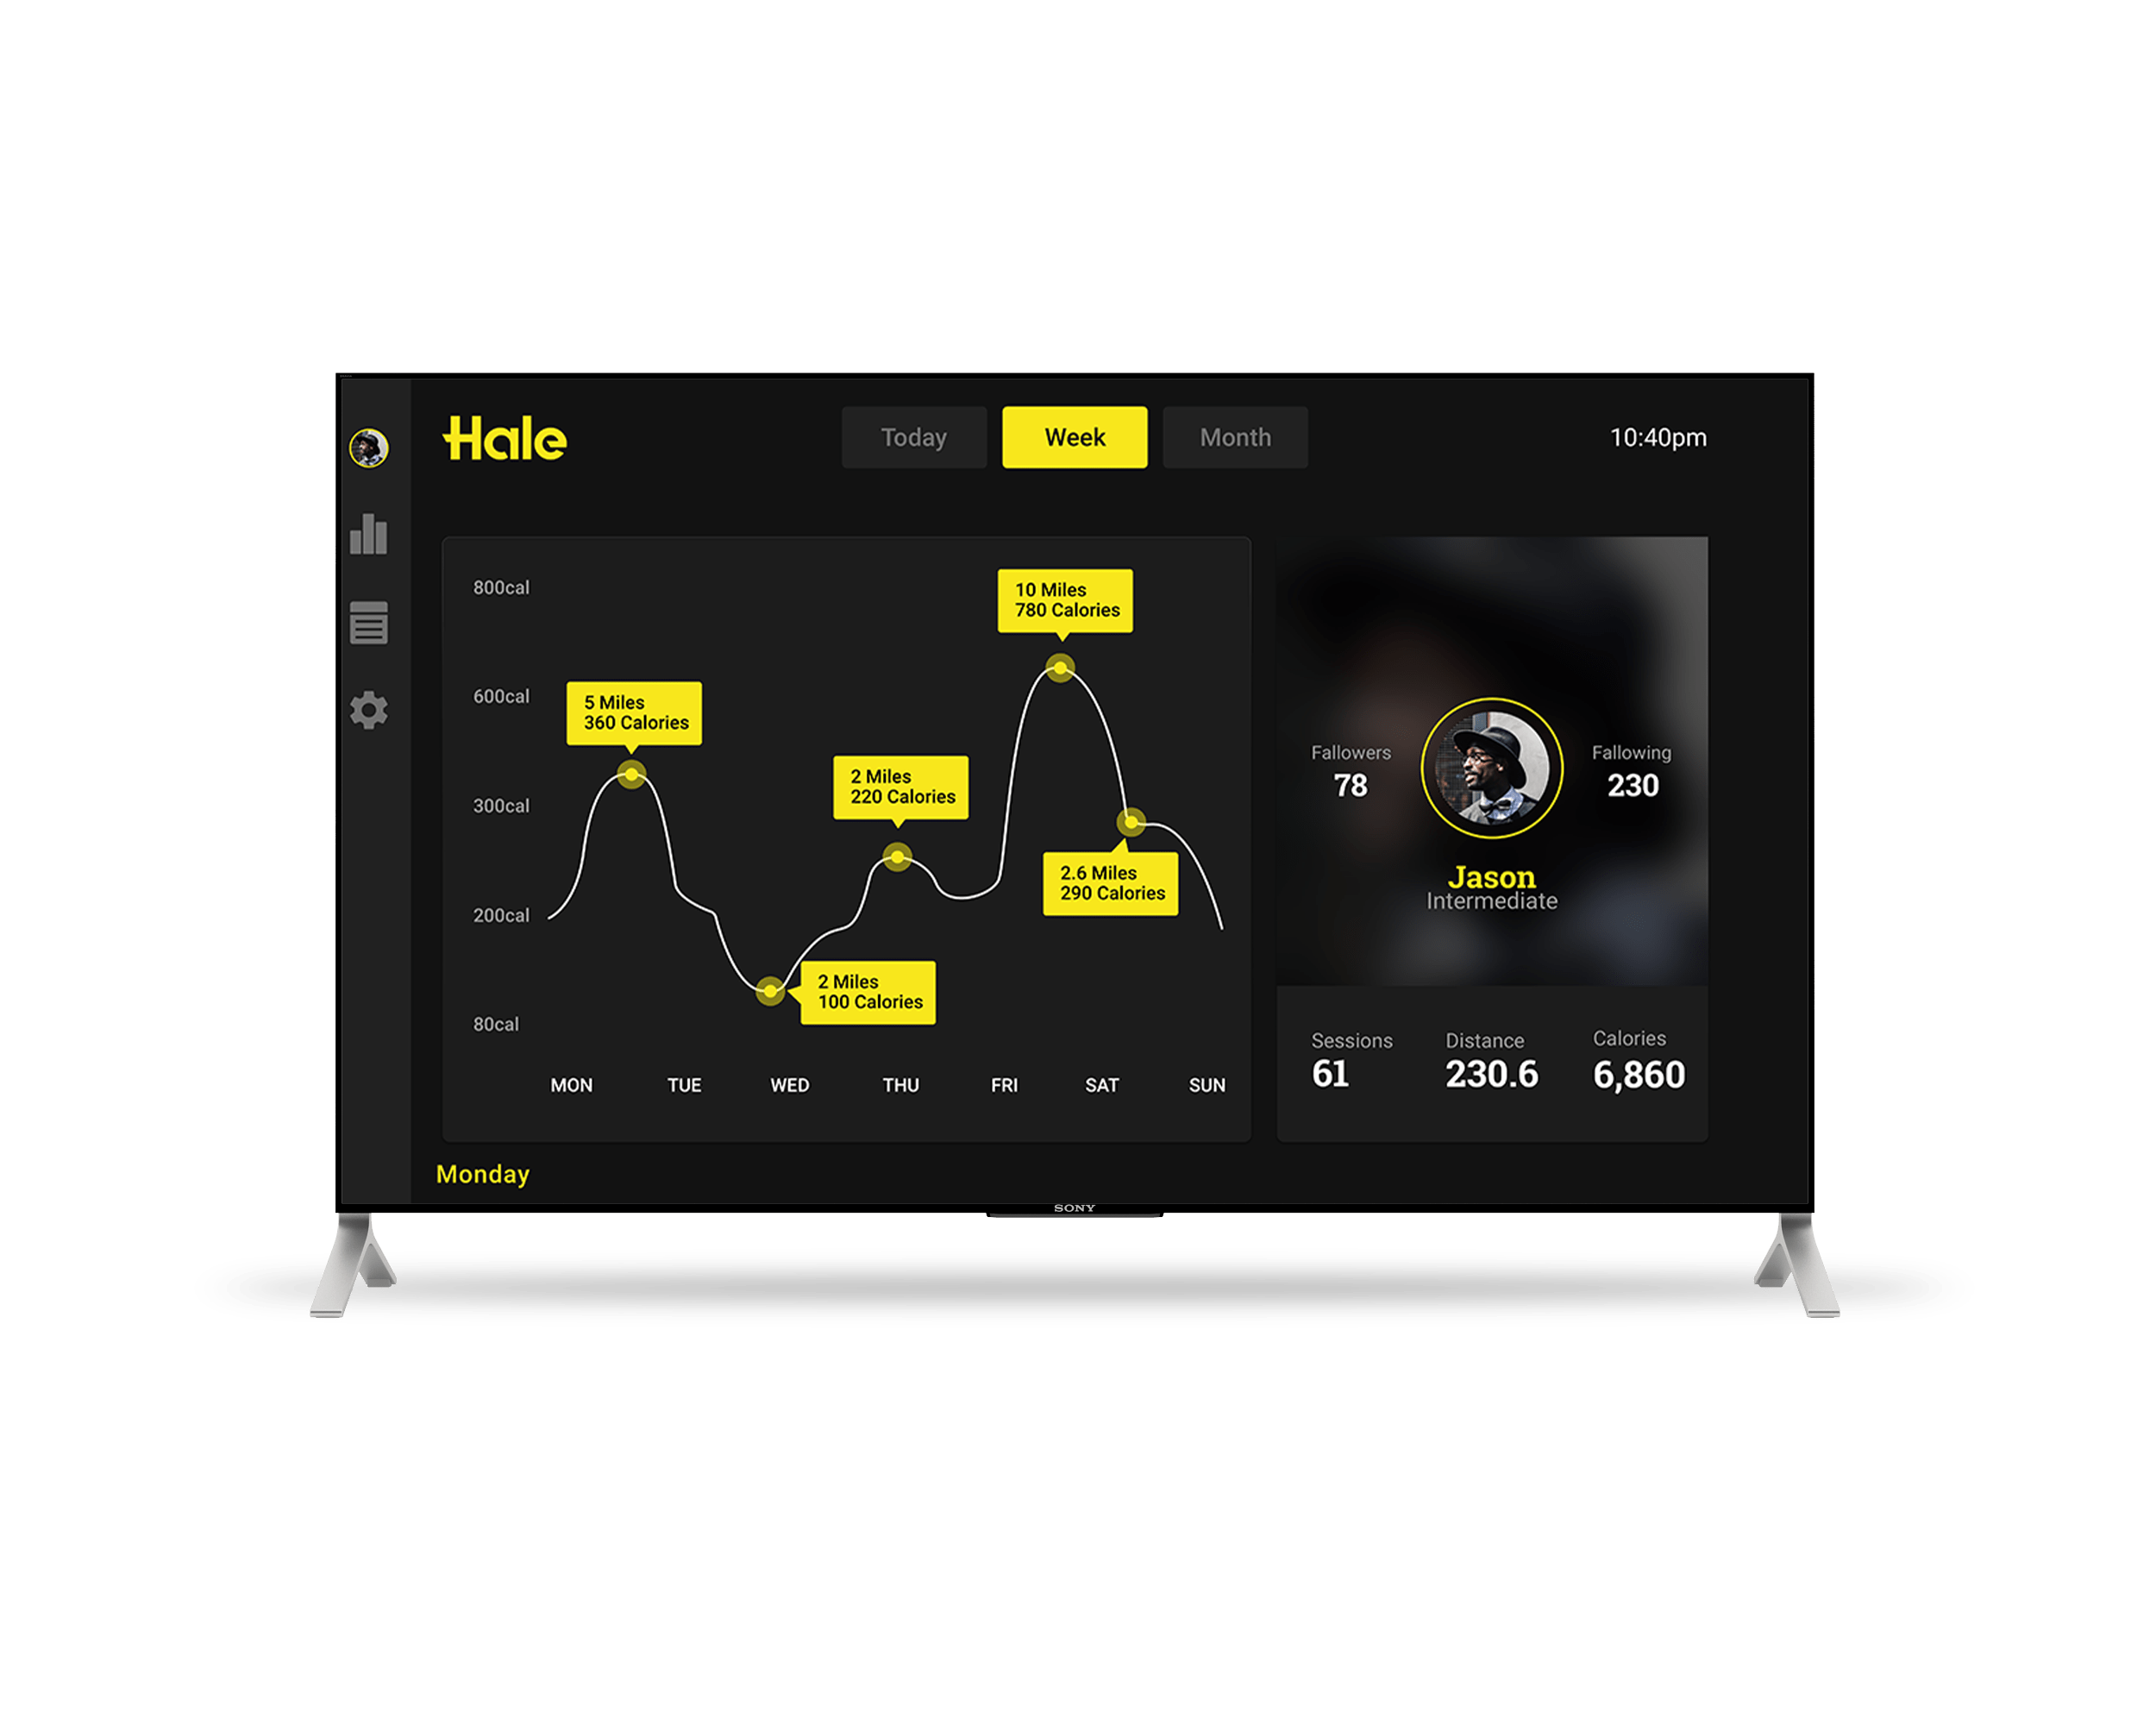 Hale
Today
Week
Month
10:40pm
800cal
600cal
300cal
200cal
80cal
5 Miles
360 Calories
2 Miles
100 Calories
2 Miles
220 Calories
10 Miles
780 Calories
2.6 Miles
290 Calories
MON TUE WED THU FRI SAT SUN
Fallowers
78
Fallowing
230
Jason
Intermediate
Sessions
61
Distance
230.6
Calories
6,860
Monday
SONY